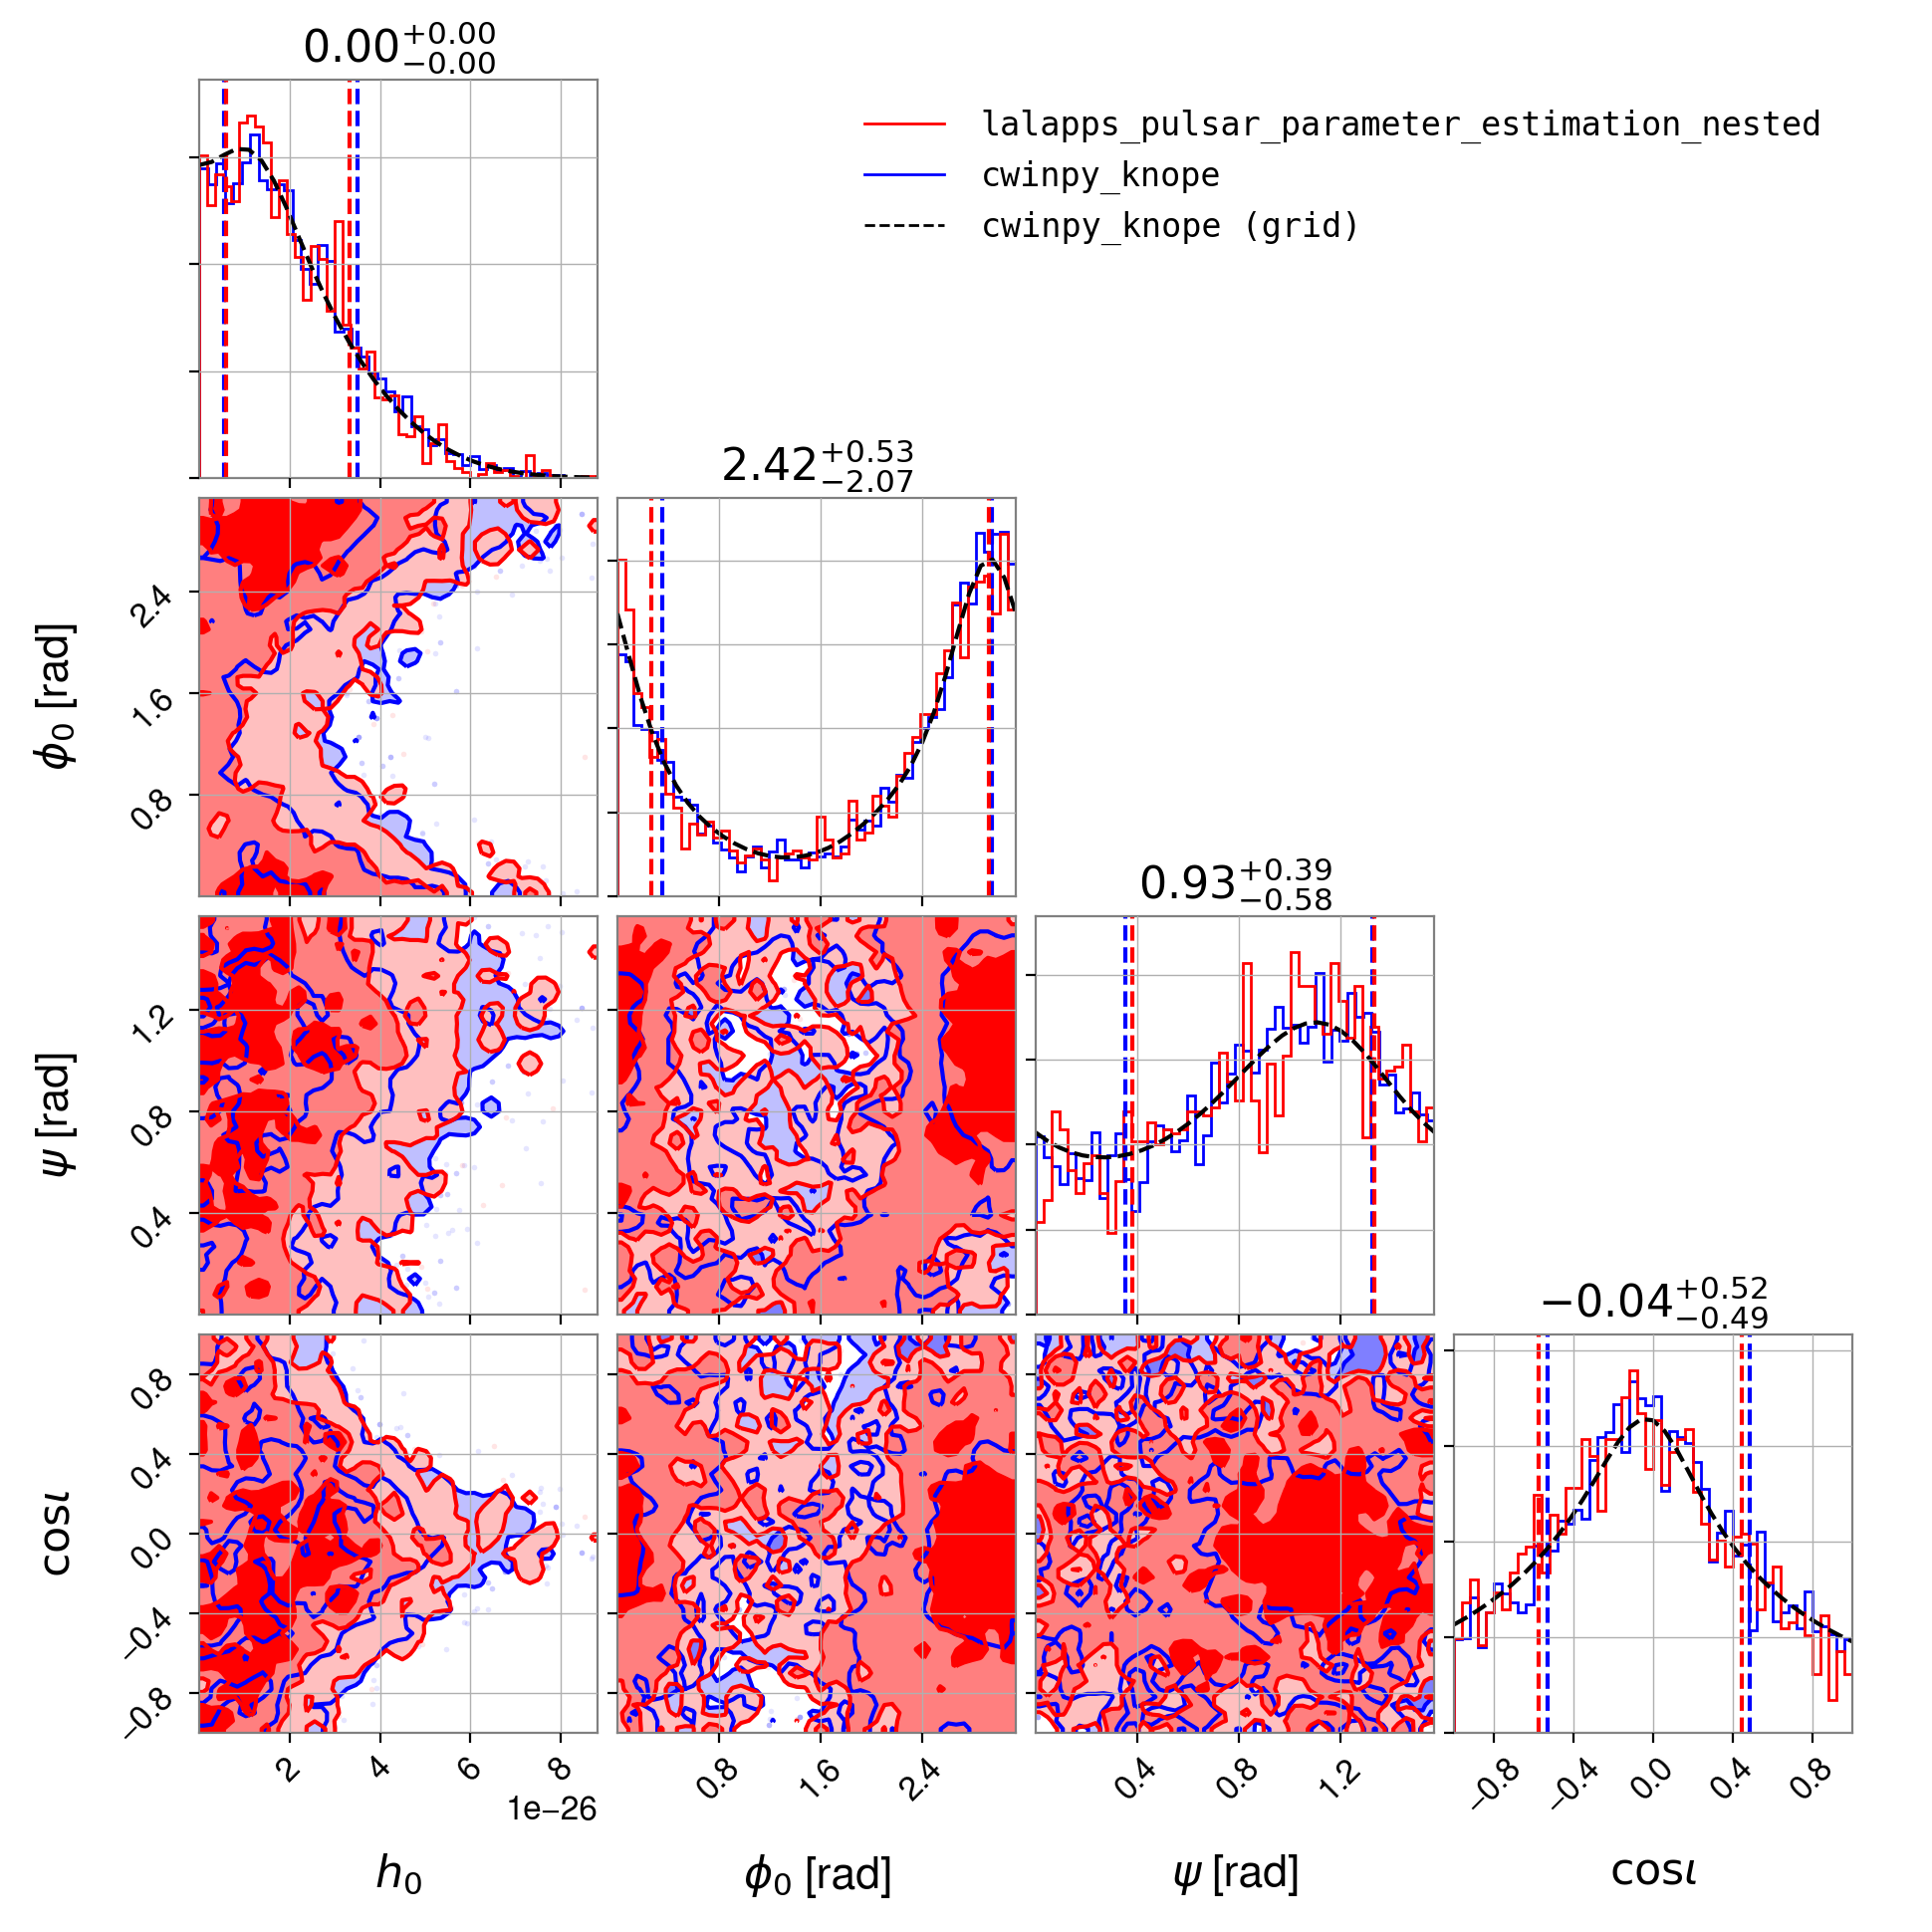 0.00+0.00−0.00
lalapps_pulsar_parameter_estimation_nested
cwinpy_knope
cwinpy_knope (grid)
2.42+0.53−2.07
ϕ0 [rad]
2.4
1.6
0.8
0.93+0.39−0.58
ψ [rad]
1.2
0.8
0.4
−0.04+0.52−0.49
cosι
0.8
0.4
0.0
−0.4
−0.8
2 4 6 8 0.8 1.6 2.4 0.4 0.8 1.2 −0.8 −0.4 0.0 0.4 0.8
1e−26
h0 ϕ0 [rad] ψ [rad] cosι